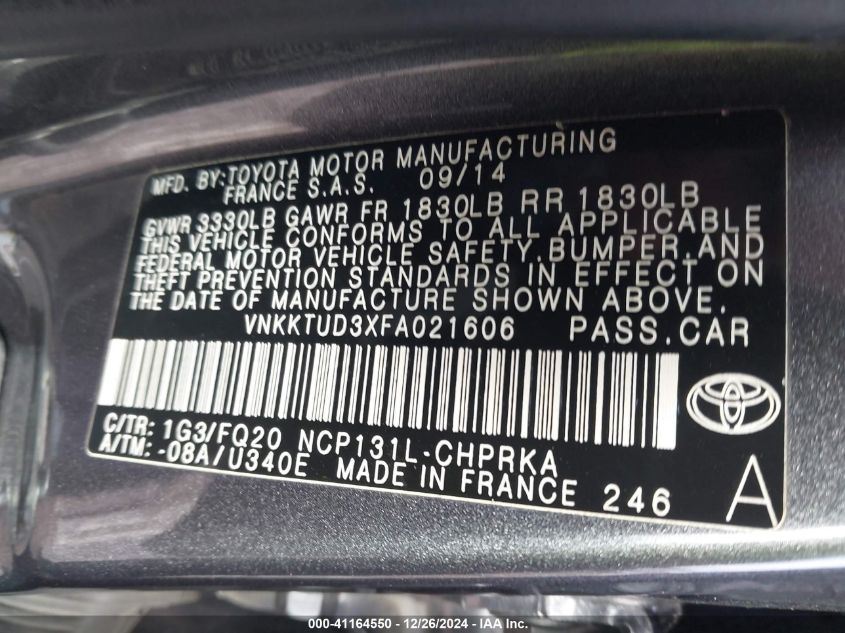 MFD. BY:TOYOTA MOTOR MANUFACTURING
FRANCE S.A.S. 09/14
GVWR 3330LB GAWR FR 1830LB RR 1830LB
THIS VEHICLE CONFORMS TO ALL APPLICABLE
FEDERAL MOTOR VEHICLE SAFETY,BUMPER,AND
THEFT PREVENTION STANDARDS IN EFFECT ON
THE DATE OF MANUFACTURE SHOWN ABOVE.
VNKKTUD3XFA021606 PASS.CAR
C/TR: 1G3/FQ20 NCP131L-CHPRKA
A/TM: -08A/U340E MADE IN FRANCE 246
A
000-41164550 - 12/26/2024 - IAA Inc.